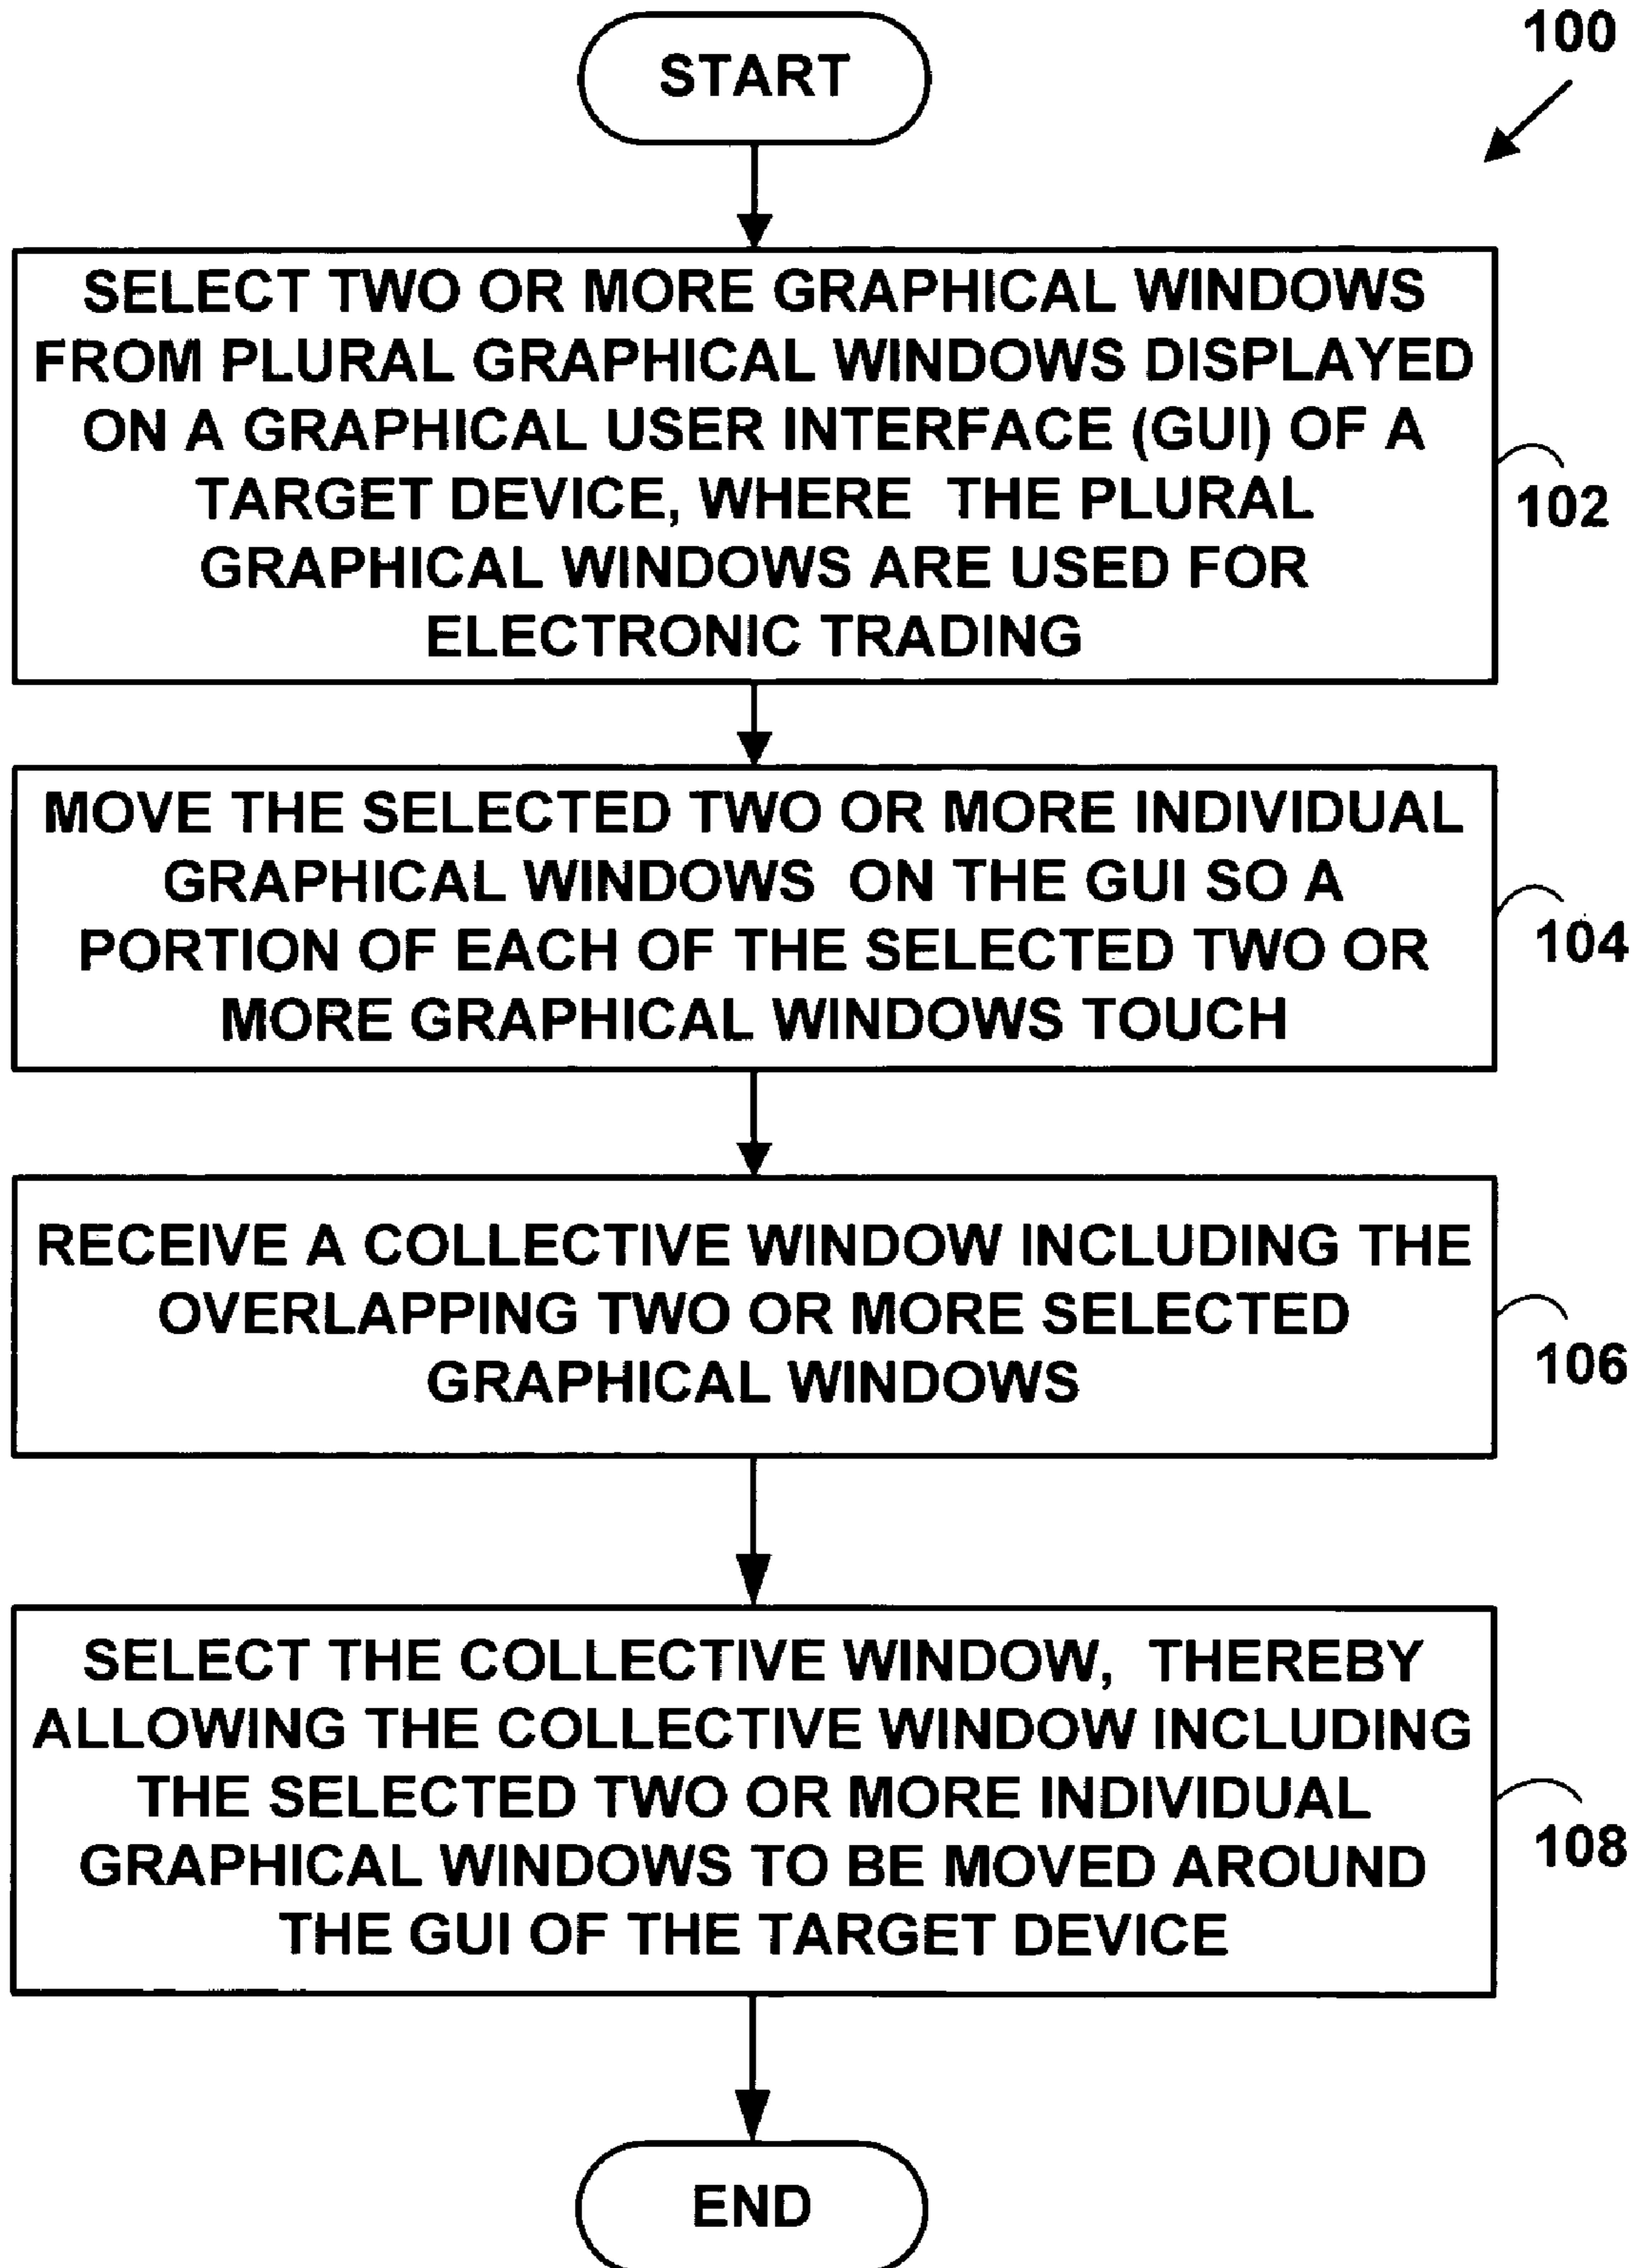 100
START
SELECT TWO OR MORE GRAPHICAL WINDOWS
FROM PLURAL GRAPHICAL WINDOWS DISPLAYED
ON A GRAPHICAL USER INTERFACE (GUI) OF A
TARGET DEVICE, WHERE THE PLURAL
GRAPHICAL WINDOWS ARE USED FOR
ELECTRONIC TRADING
102
MOVE THE SELECTED TWO OR MORE INDIVIDUAL
GRAPHICAL WINDOWS ON THE GUI SO A
PORTION OF EACH OF THE SELECTED TWO OR
MORE GRAPHICAL WINDOWS TOUCH
104
RECEIVE A COLLECTIVE WINDOW INCLUDING THE
OVERLAPPING TWO OR MORE SELECTED
GRAPHICAL WINDOWS
106
SELECT THE COLLECTIVE WINDOW, THEREBY
ALLOWING THE COLLECTIVE WINDOW INCLUDING
THE SELECTED TWO OR MORE INDIVIDUAL
GRAPHICAL WINDOWS TO BE MOVED AROUND
THE GUI OF THE TARGET DEVICE
108
END